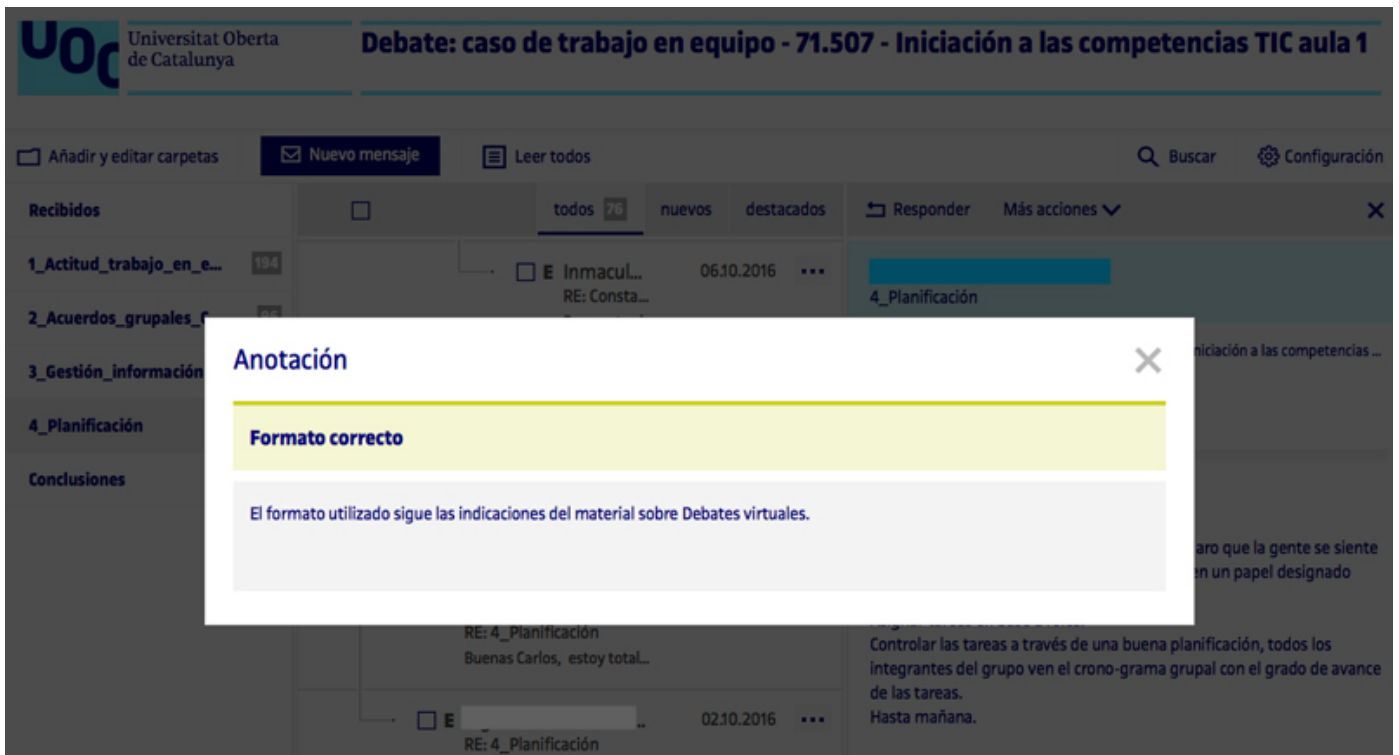 UOC
Universitat Oberta
de Catalunya
Debate: caso de trabajo en equipo - 71.507 - Iniciación a las competencias TIC aula 1
Añadir y editar carpetas
Nuevo mensaje
Leer todos
Buscar
Configuración
Recibidos
todos 76
nuevos
destacados
Responder
Más acciones
1_Actitud_trabajo_en_e... 194
E Inmacul... 06.10.2016
RE: Consta...
4_Planificación
2_Acuerdos_grupales_
niciación a las competencias ...
3_Gestión_información
4_Planificación
Conclusiones
Anotación
Formato correcto
El formato utilizado sigue las indicaciones del material sobre Debates virtuales.
aro que la gente se siente
en un papel designado
RE: 4_Planificación
Buenas Carlos, estoy total...
Controlar las tareas a través de una buena planificación, todos los
integrantes del grupo ven el crono-grama grupal con el grado de avance
de las tareas.
Hasta mañana.
E .. 02.10.2016
RE: 4_Planificación